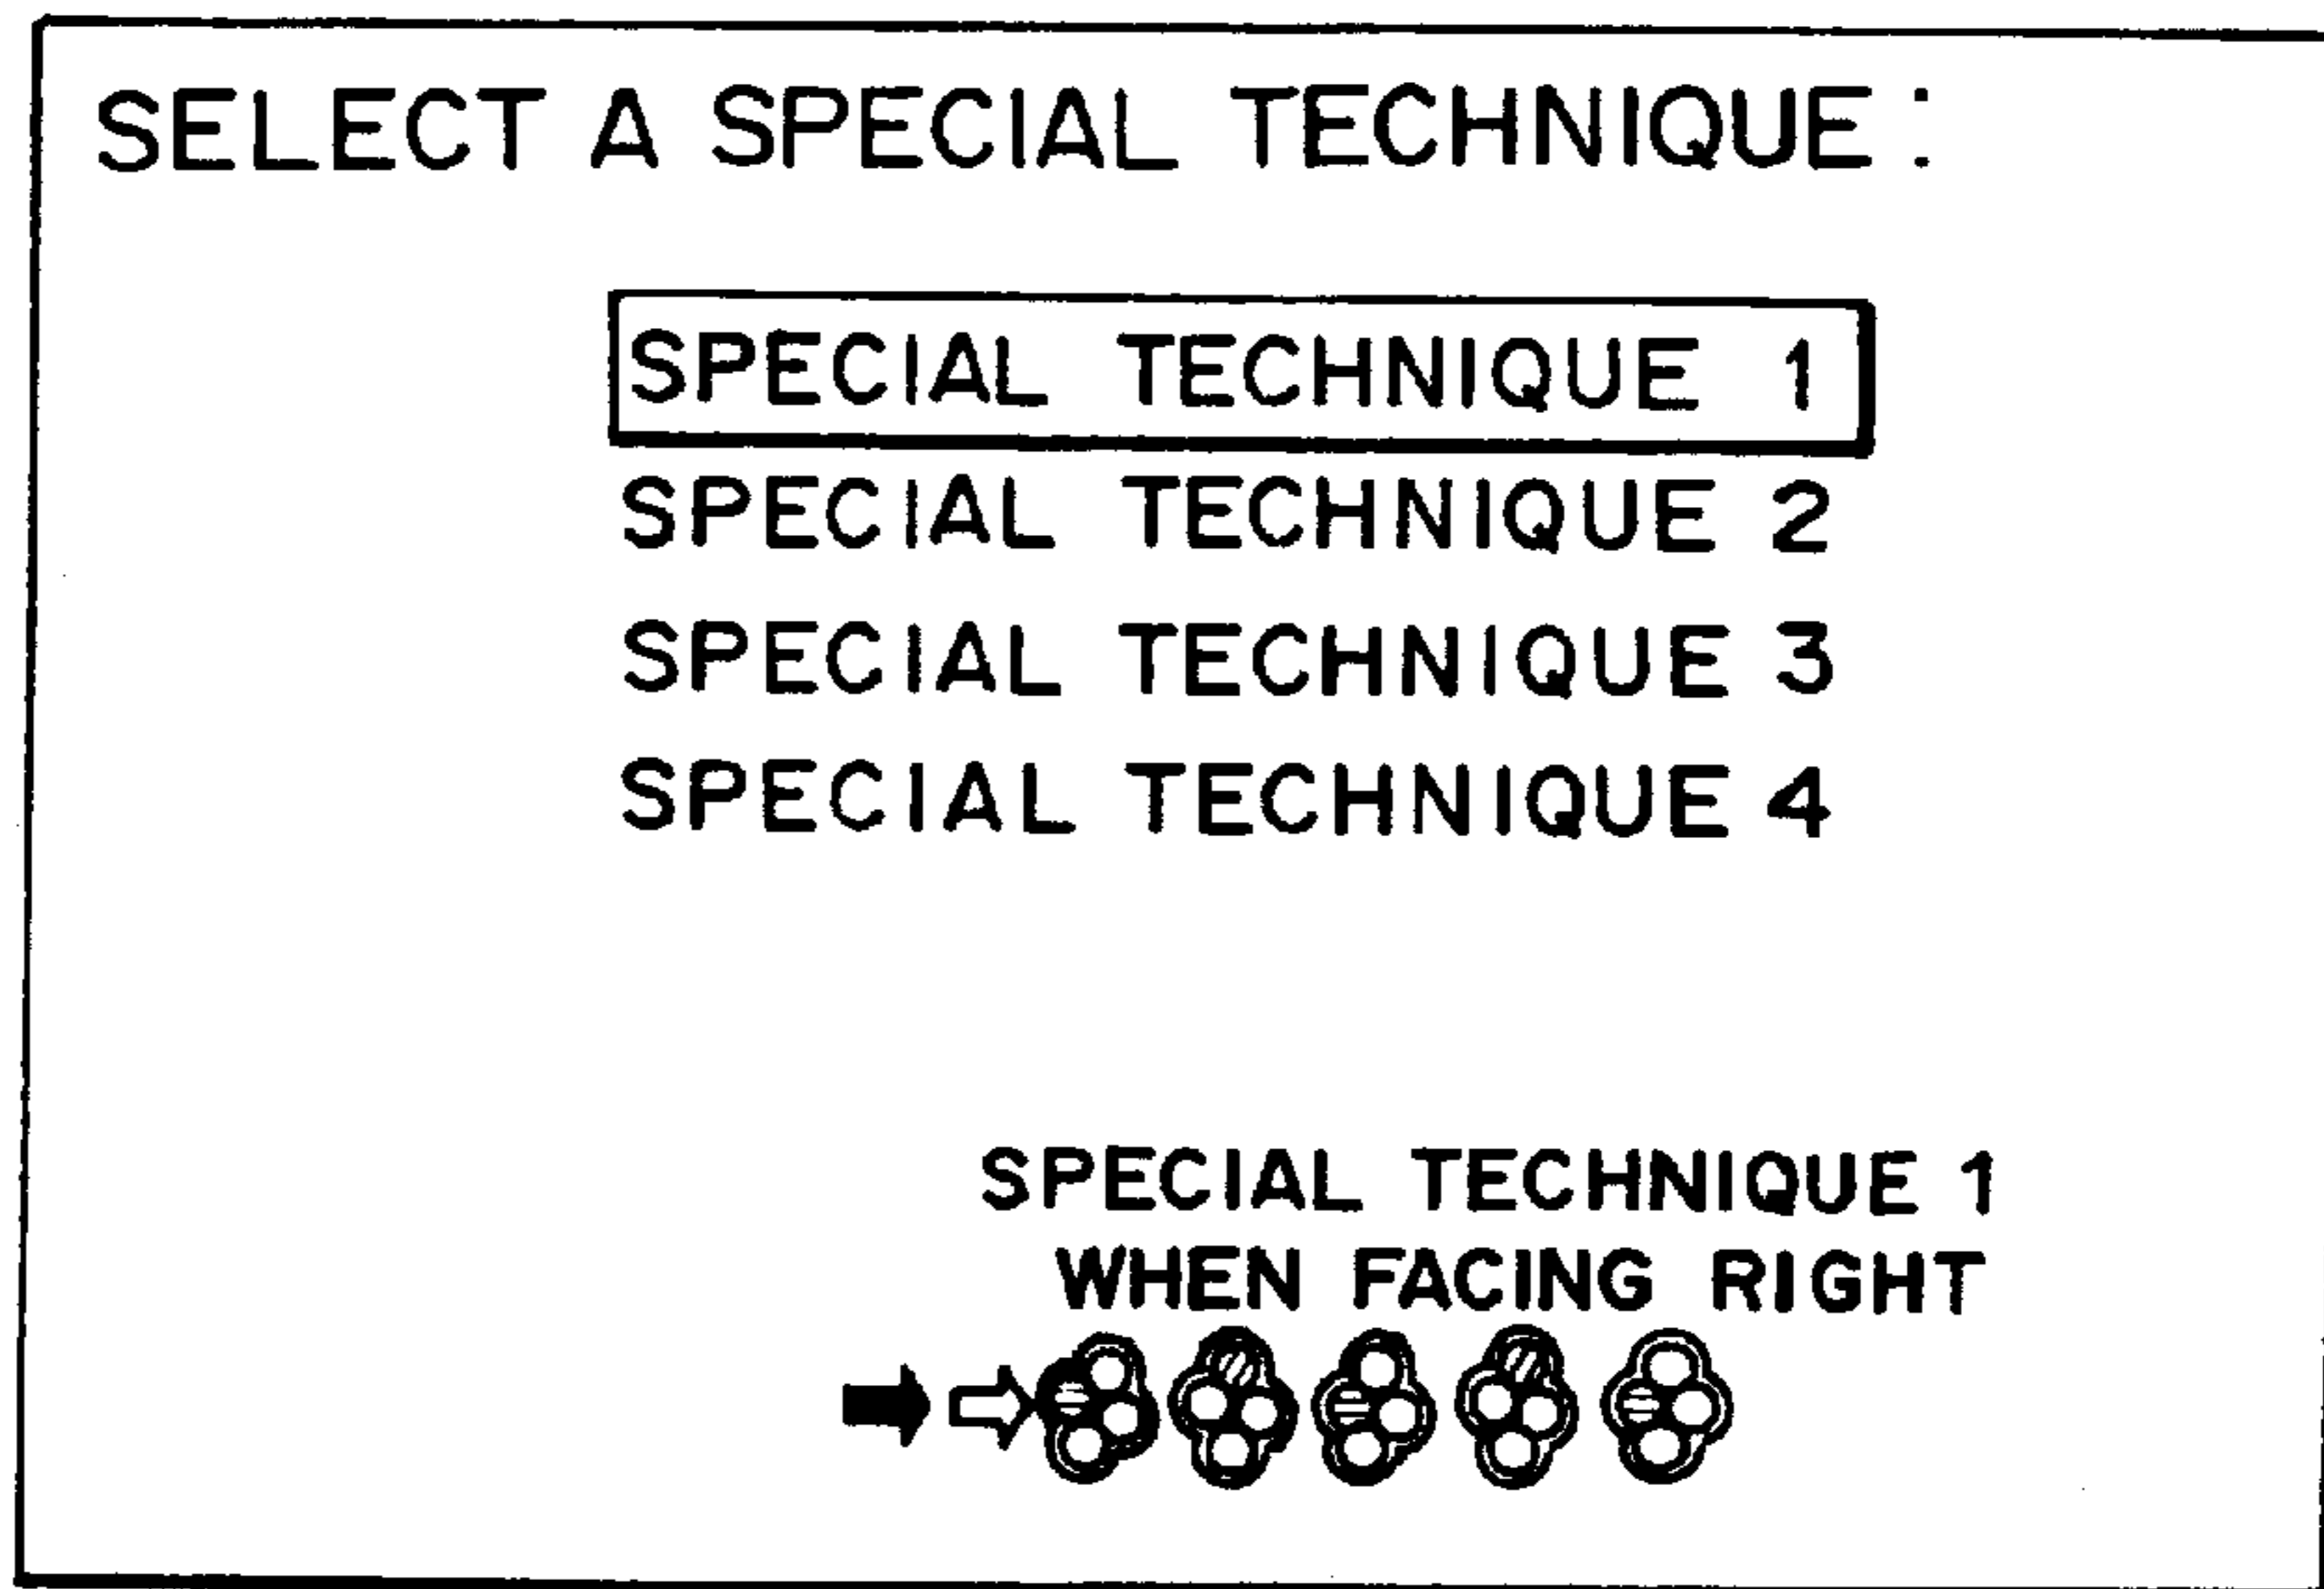 SELECT A SPECIAL TECHNIQUE:
SPECIAL TECHNIQUE 1
SPECIAL TECHNIQUE 2
SPECIAL TECHNIQUE 3
SPECIAL TECHNIQUE 4
SPECIAL TECHNIQUE 1
WHEN FACING RIGHT